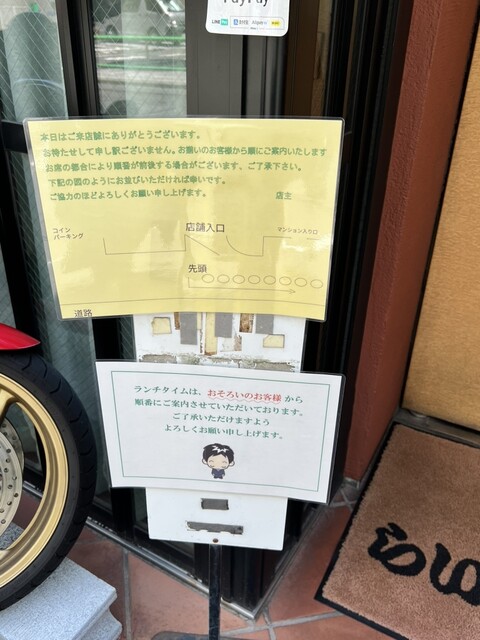 PayPay
LINE Pay
本日はご来店誠にありがとうございます。
お待たせして申し訳ございません。お揃いのお客様から順にご案内いたします
お席の都合により順番が前後する場合がございます、ご了承下さい。
下記の図のようにお並びいただければ幸いです。
ご協力のほどよろしくお願い申し上げます。
店主
コイン
パーキング
店舗入口
マンション入り口
先頭
道路
ランチタイムは、おそろいのお客様から
順番にご案内させていただいております。
ご了承いただけますよう
よろしくお願い申し上げます。